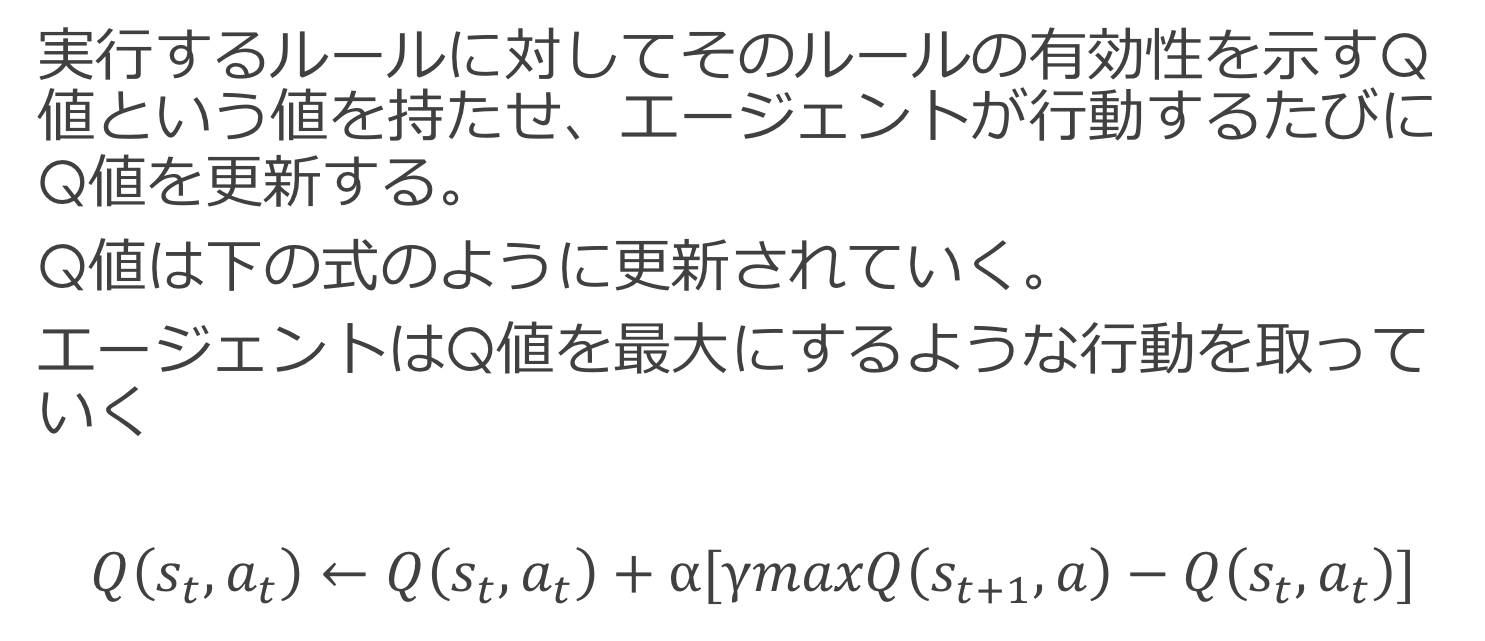 実行するルールに対してそのルールの有効性を示すQ
値という値を持たせ、エージェントが行動するたびに
Q値を更新する。
Q値は下の式のように更新されていく。
エージェントはQ値を最大にするような行動を取って
いく
Q(s_t, a_t) ← Q(s_t, a_t) + α[γmaxQ(s_{t+1}, a) − Q(s_t, a_t)]